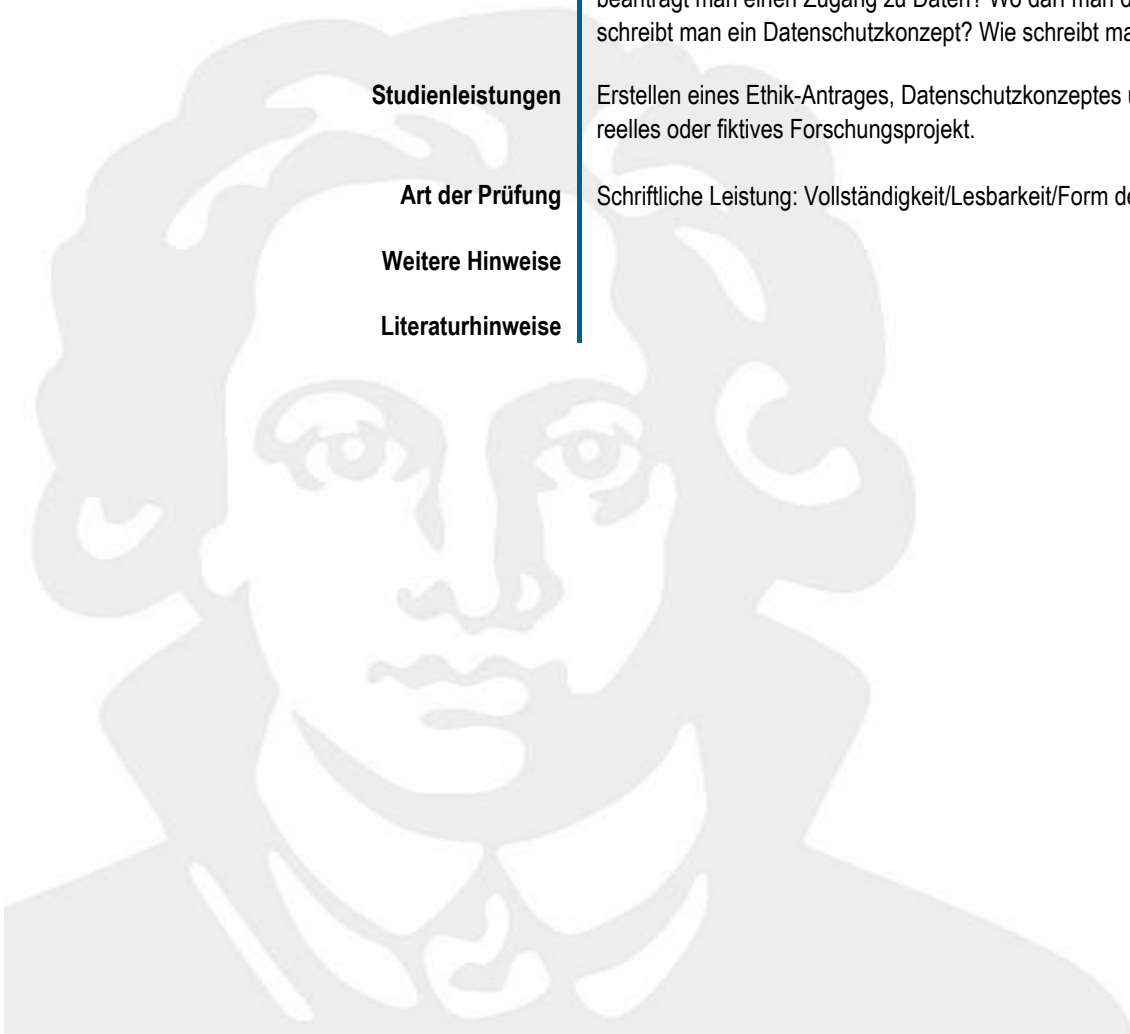 beantragt man einen Zugang zu Daten? Wo darf man d
schreibt man ein Datenschutzkonzept? Wie schreibt ma
Studienleistungen Erstellen eines Ethik-Antrages, Datenschutzkonzeptes
reelles oder fiktives Forschungsprojekt.
Art der Prüfung Schriftliche Leistung: Vollständigkeit/Lesbarkeit/Form de
Weitere Hinweise
Literaturhinweise